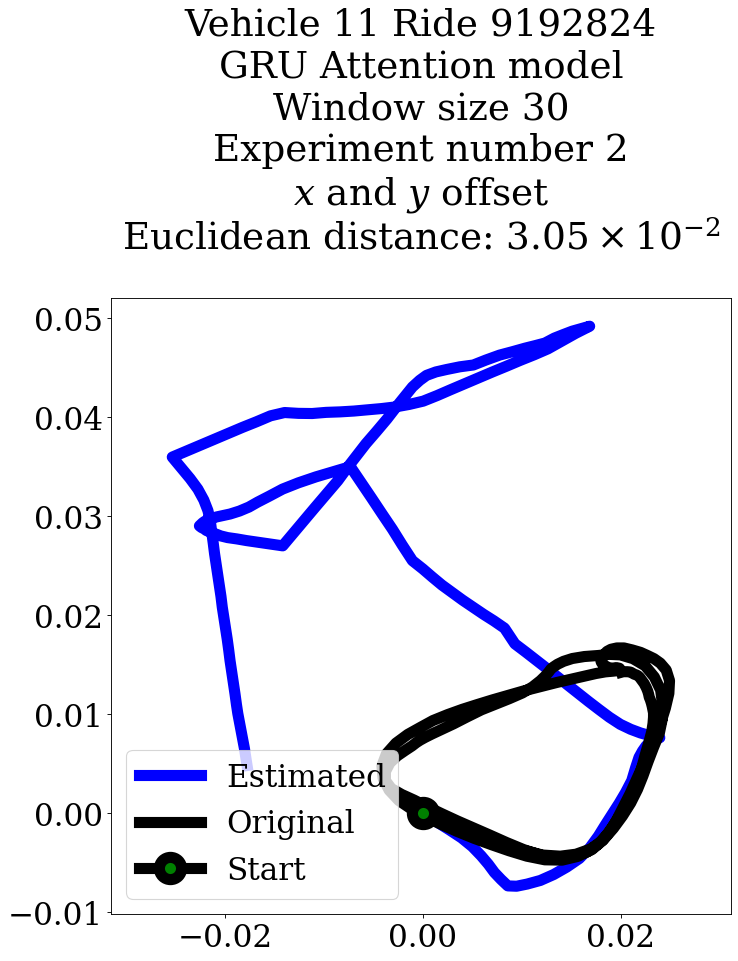 Vehicle 11 Ride 9192824
GRU Attention model
Window size 30
Experiment number 2
x and y offset
Euclidean distance: 3.05 × 10⁻²
0.05
0.04
0.03
0.02
0.01
0.00
−0.01
Estimated
Original
Start
−0.02 0.00 0.02